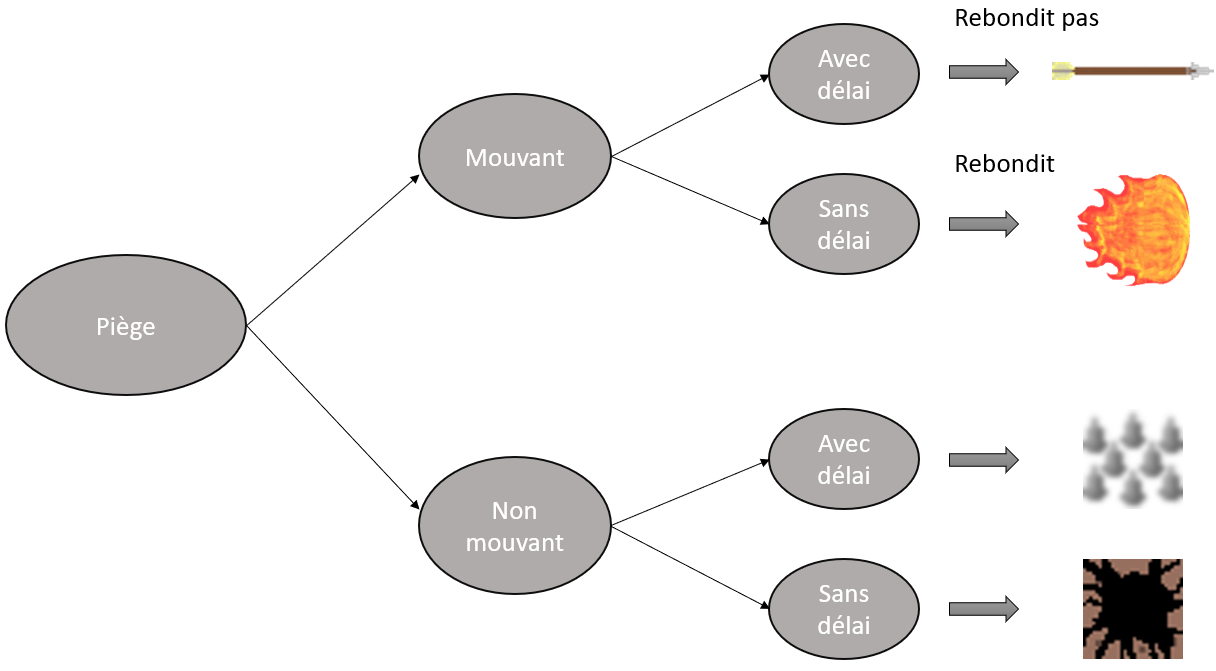 Rebondit pas
Avec
délai
Mouvant
Rebondit
Sans
délai
Piège
Avec
délai
Non
mouvant
Sans
délai